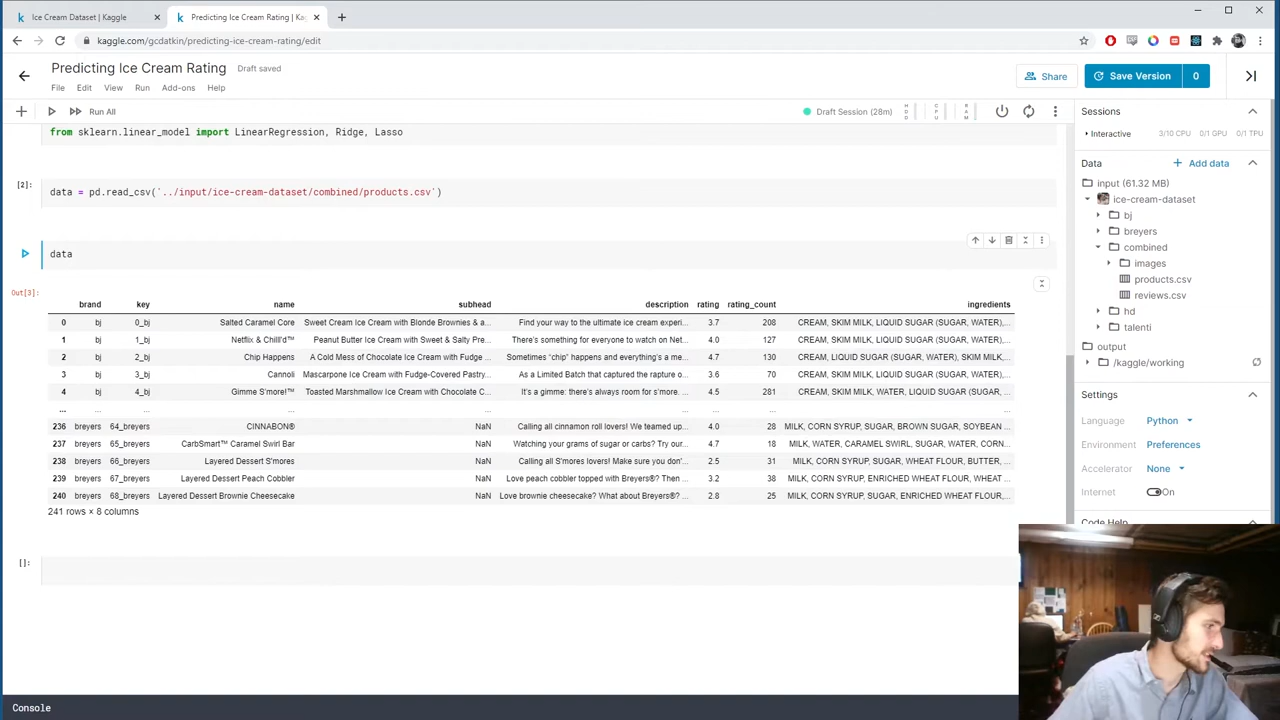 Ice Cream Dataset | Kaggle
Predicting Ice Cream Rating | Ka
kaggle.com/gcdatkin/predicting-ice-cream-rating/edit
Predicting Ice Cream Rating Draft saved
File Edit View Run Add-ons Help
Share
Save Version 0
Run All
Draft Session (28m)
HDD CPU RAM
from sklearn.linear_model import LinearRegression, Ridge, Lasso
[2]: data = pd.read_csv('../input/ice-cream-dataset/combined/products.csv')
data
Out[3]:
brand key name subhead description rating rating_count ingredients
0 bj 0_bj Salted Caramel Core Sweet Cream Ice Cream with Blonde Brownies & a... Find your way to the ultimate ice cream experi... 3.7 208 CREAM, SKIM MILK, LIQUID SUGAR (SUGAR, WATER),...
1 bj 1_bj Netflix & Chilll'd™ Peanut Butter Ice Cream with Sweet & Salty Pre... There's something for everyone to watch on Net... 4.0 127 CREAM, SKIM MILK, LIQUID SUGAR (SUGAR, WATER),...
2 bj 2_bj Chip Happens A Cold Mess of Chocolate Ice Cream with Fudge ... Sometimes "chip" happens and everything's a me... 4.7 130 CREAM, LIQUID SUGAR (SUGAR, WATER), SKIM MILK,...
3 bj 3_bj Cannoli Mascarpone Ice Cream with Fudge-Covered Pastry... As a Limited Batch that captured the rapture o... 3.6 70 CREAM, SKIM MILK, LIQUID SUGAR (SUGAR, WATER),...
4 bj 4_bj Gimme S'more!™ Toasted Marshmallow Ice Cream with Chocolate C... It's a gimme: there's always room for s'more. ... 4.5 281 CREAM, SKIM MILK, WATER, LIQUID SUGAR (SUGAR,...
... ... ... ... ... ... ... ... ...
236 breyers 64_breyers CINNABON® NaN Calling all cinnamon roll lovers! We teamed up... 4.0 28 MILK, CORN SYRUP, SUGAR, BROWN SUGAR, SOYBEAN ...
237 breyers 65_breyers CarbSmart™ Caramel Swirl Bar NaN Watching your grams of sugar or carbs? Try our... 4.7 18 MILK, WATER, CARAMEL SWIRL, SUGAR, WATER, CORN...
238 breyers 66_breyers Layered Dessert S'mores NaN Calling all S'mores lovers! Make sure you don'... 2.5 31 MILK, CORN SYRUP, SUGAR, WHEAT FLOUR, BUTTER, ...
239 breyers 67_breyers Layered Dessert Peach Cobbler NaN Love peach cobbler topped with Breyers®? Then ... 3.2 38 MILK, CORN SYRUP, ENRICHED WHEAT FLOUR, WHEAT ...
240 breyers 68_breyers Layered Dessert Brownie Cheesecake NaN Love brownie cheesecake? What about Breyers®? ... 2.8 25 MILK, CORN SYRUP, SUGAR, ENRICHED WHEAT FLOUR,...
241 rows × 8 columns
[]:
Console
Sessions
Interactive 3/10 CPU 0/1 GPU 0/1 TPU
Data + Add data
input (61.32 MB)
ice-cream-dataset
bj
breyers
combined
images
products.csv
reviews.csv
hd
talenti
output
/kaggle/working
Settings
Language Python
Environment Preferences
Accelerator None
Internet On
Code Help